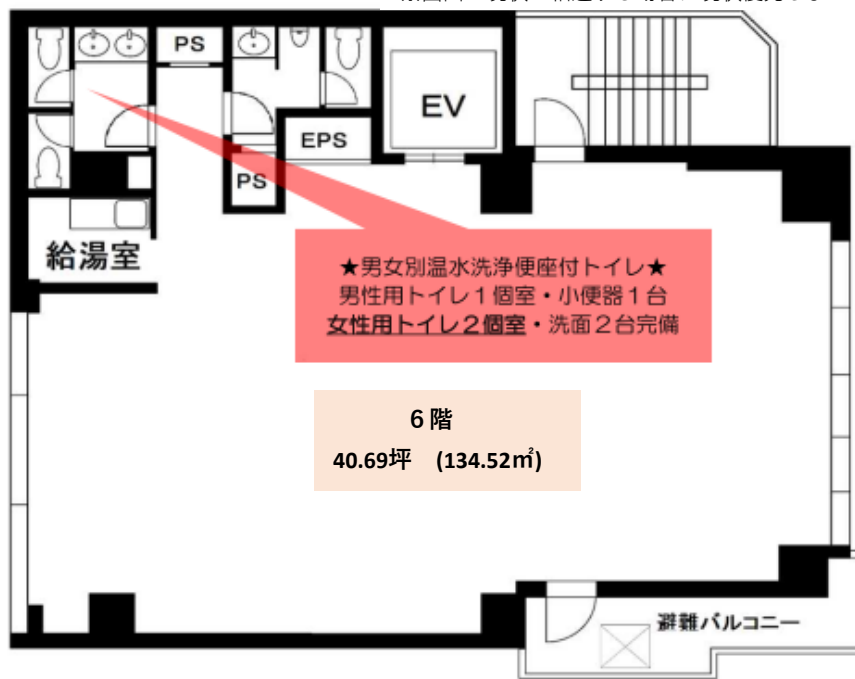 PS
EV
EPS
PS
給湯室
★男女別温水洗浄便座付トイレ★
男性用トイレ1個室・小便器1台
女性用トイレ2個室・洗面2台完備
6階
40.69坪 (134.52㎡)
避難バルコニー